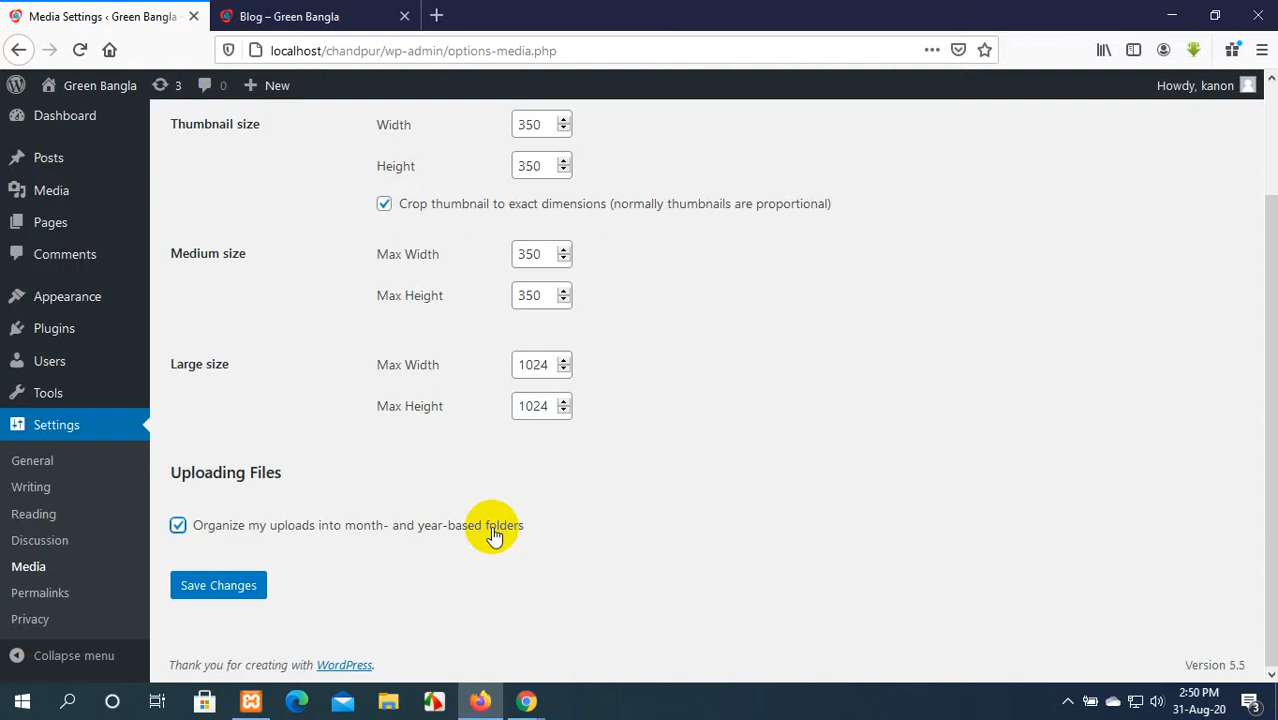 Media Settings ‹ Green Bangla
Blog – Green Bangla
localhost/chandpur/wp-admin/options-media.php
Green Bangla 3 0 New
Howdy, kanon
Dashboard
Posts
Media
Pages
Comments
Appearance
Plugins
Users
Tools
Settings
General
Writing
Reading
Discussion
Media
Permalinks
Privacy
Collapse menu
Thumbnail size Width 350
Height 350
Crop thumbnail to exact dimensions (normally thumbnails are proportional)
Medium size Max Width 350
Max Height 350
Large size Max Width 1024
Max Height 1024
Uploading Files
Organize my uploads into month- and year-based folders
Save Changes
Thank you for creating with WordPress.
Version 5.5
2:50 PM
31-Aug-20
3